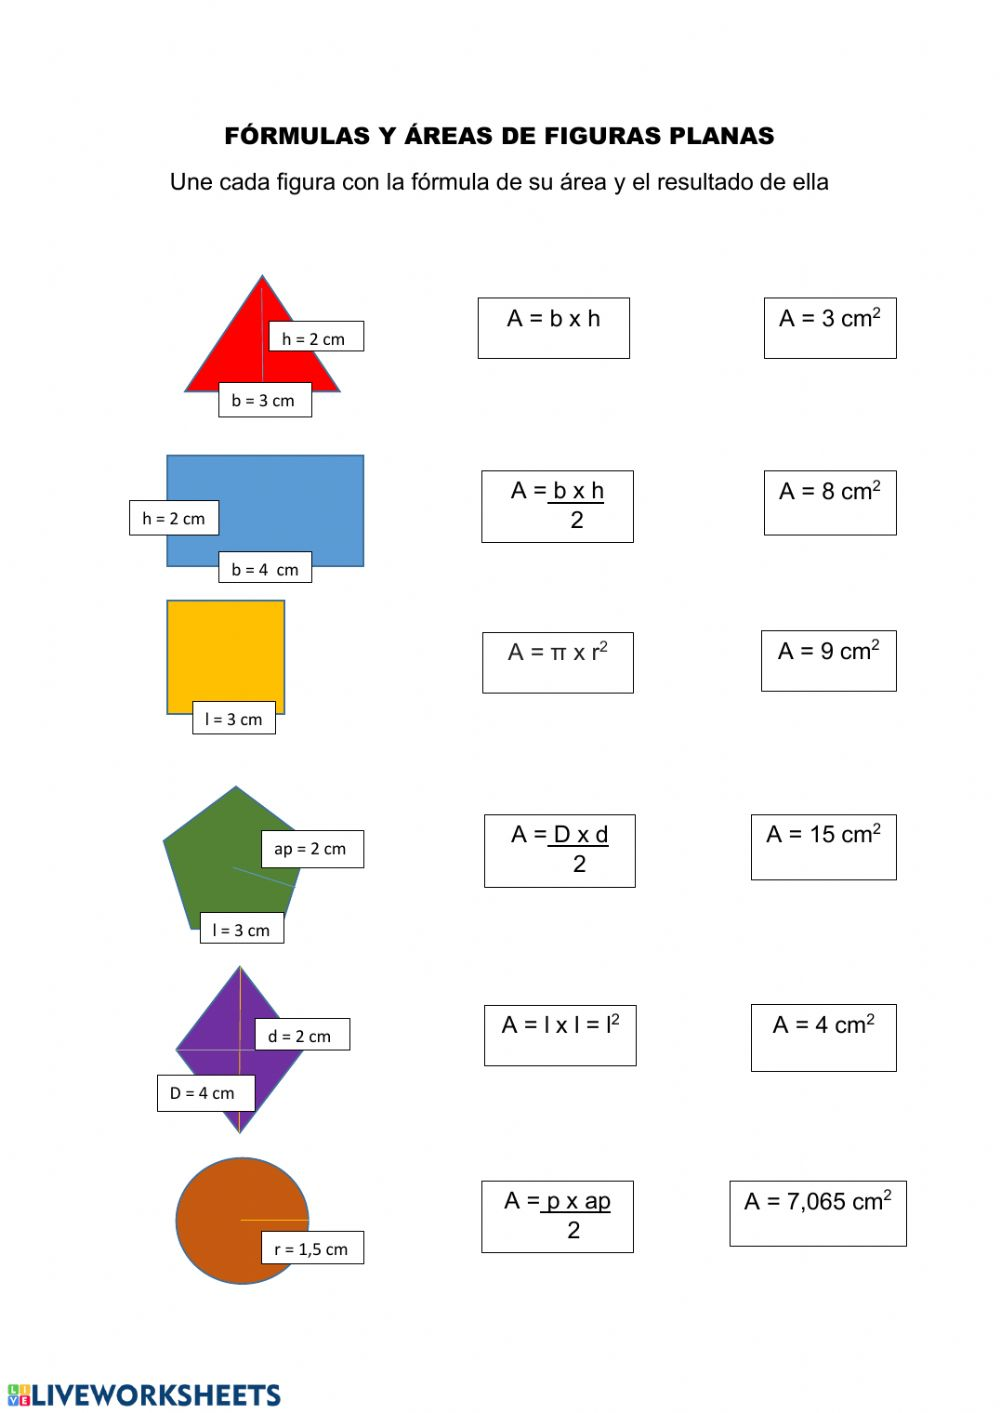 FÓRMULAS Y ÁREAS DE FIGURAS PLANAS
Une cada figura con la fórmula de su área y el resultado de ella
h = 2 cm
b = 3 cm
A = b x h
A = 3 cm²
h = 2 cm
b = 4 cm
A = b x h
2
A = 8 cm²
l = 3 cm
A = π x r²
A = 9 cm²
ap = 2 cm
l = 3 cm
A = D x d
2
A = 15 cm²
d = 2 cm
D = 4 cm
A = l x l = l²
A = 4 cm²
r = 1,5 cm
A = p x ap
2
A = 7,065 cm²
LIVE LIVEWORKSHEETS